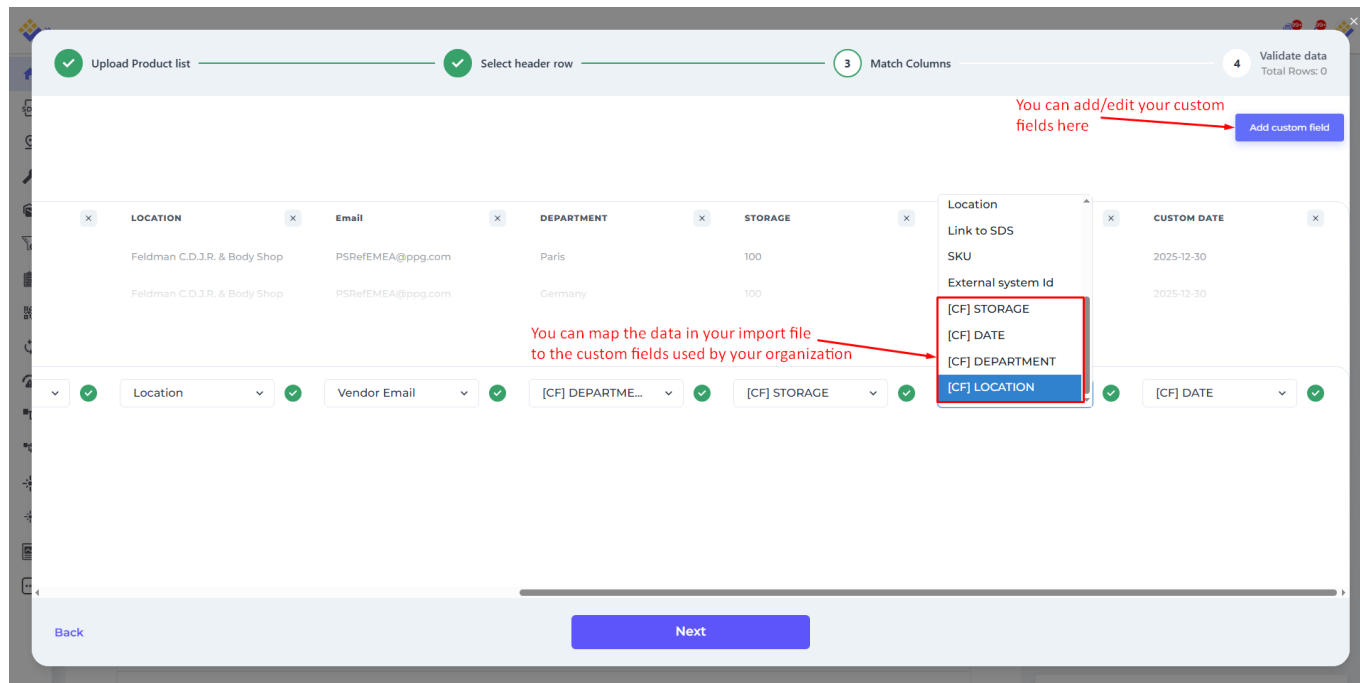 Upload Product list
Select header row
3
Match Columns
4
Validate data
Total Rows: 0
You can add/edit your custom
fields here
Add custom field
LOCATION
Email
DEPARTMENT
STORAGE
CUSTOM DATE
Feldman C.D.J.R. & Body Shop
PSRefEMEA@ppg.com
Paris
100
2025-12-30
Feldman C.D.J.R. & Body Shop
PSRefEMEA@ppg.com
Germany
100
2025-12-30
Location
Link to SDS
SKU
External system Id
[CF] STORAGE
[CF] DATE
[CF] DEPARTMENT
[CF] LOCATION
You can map the data in your import file
to the custom fields used by your organization
Location
Vendor Email
[CF] DEPARTME...
[CF] STORAGE
[CF] DATE
Back
Next